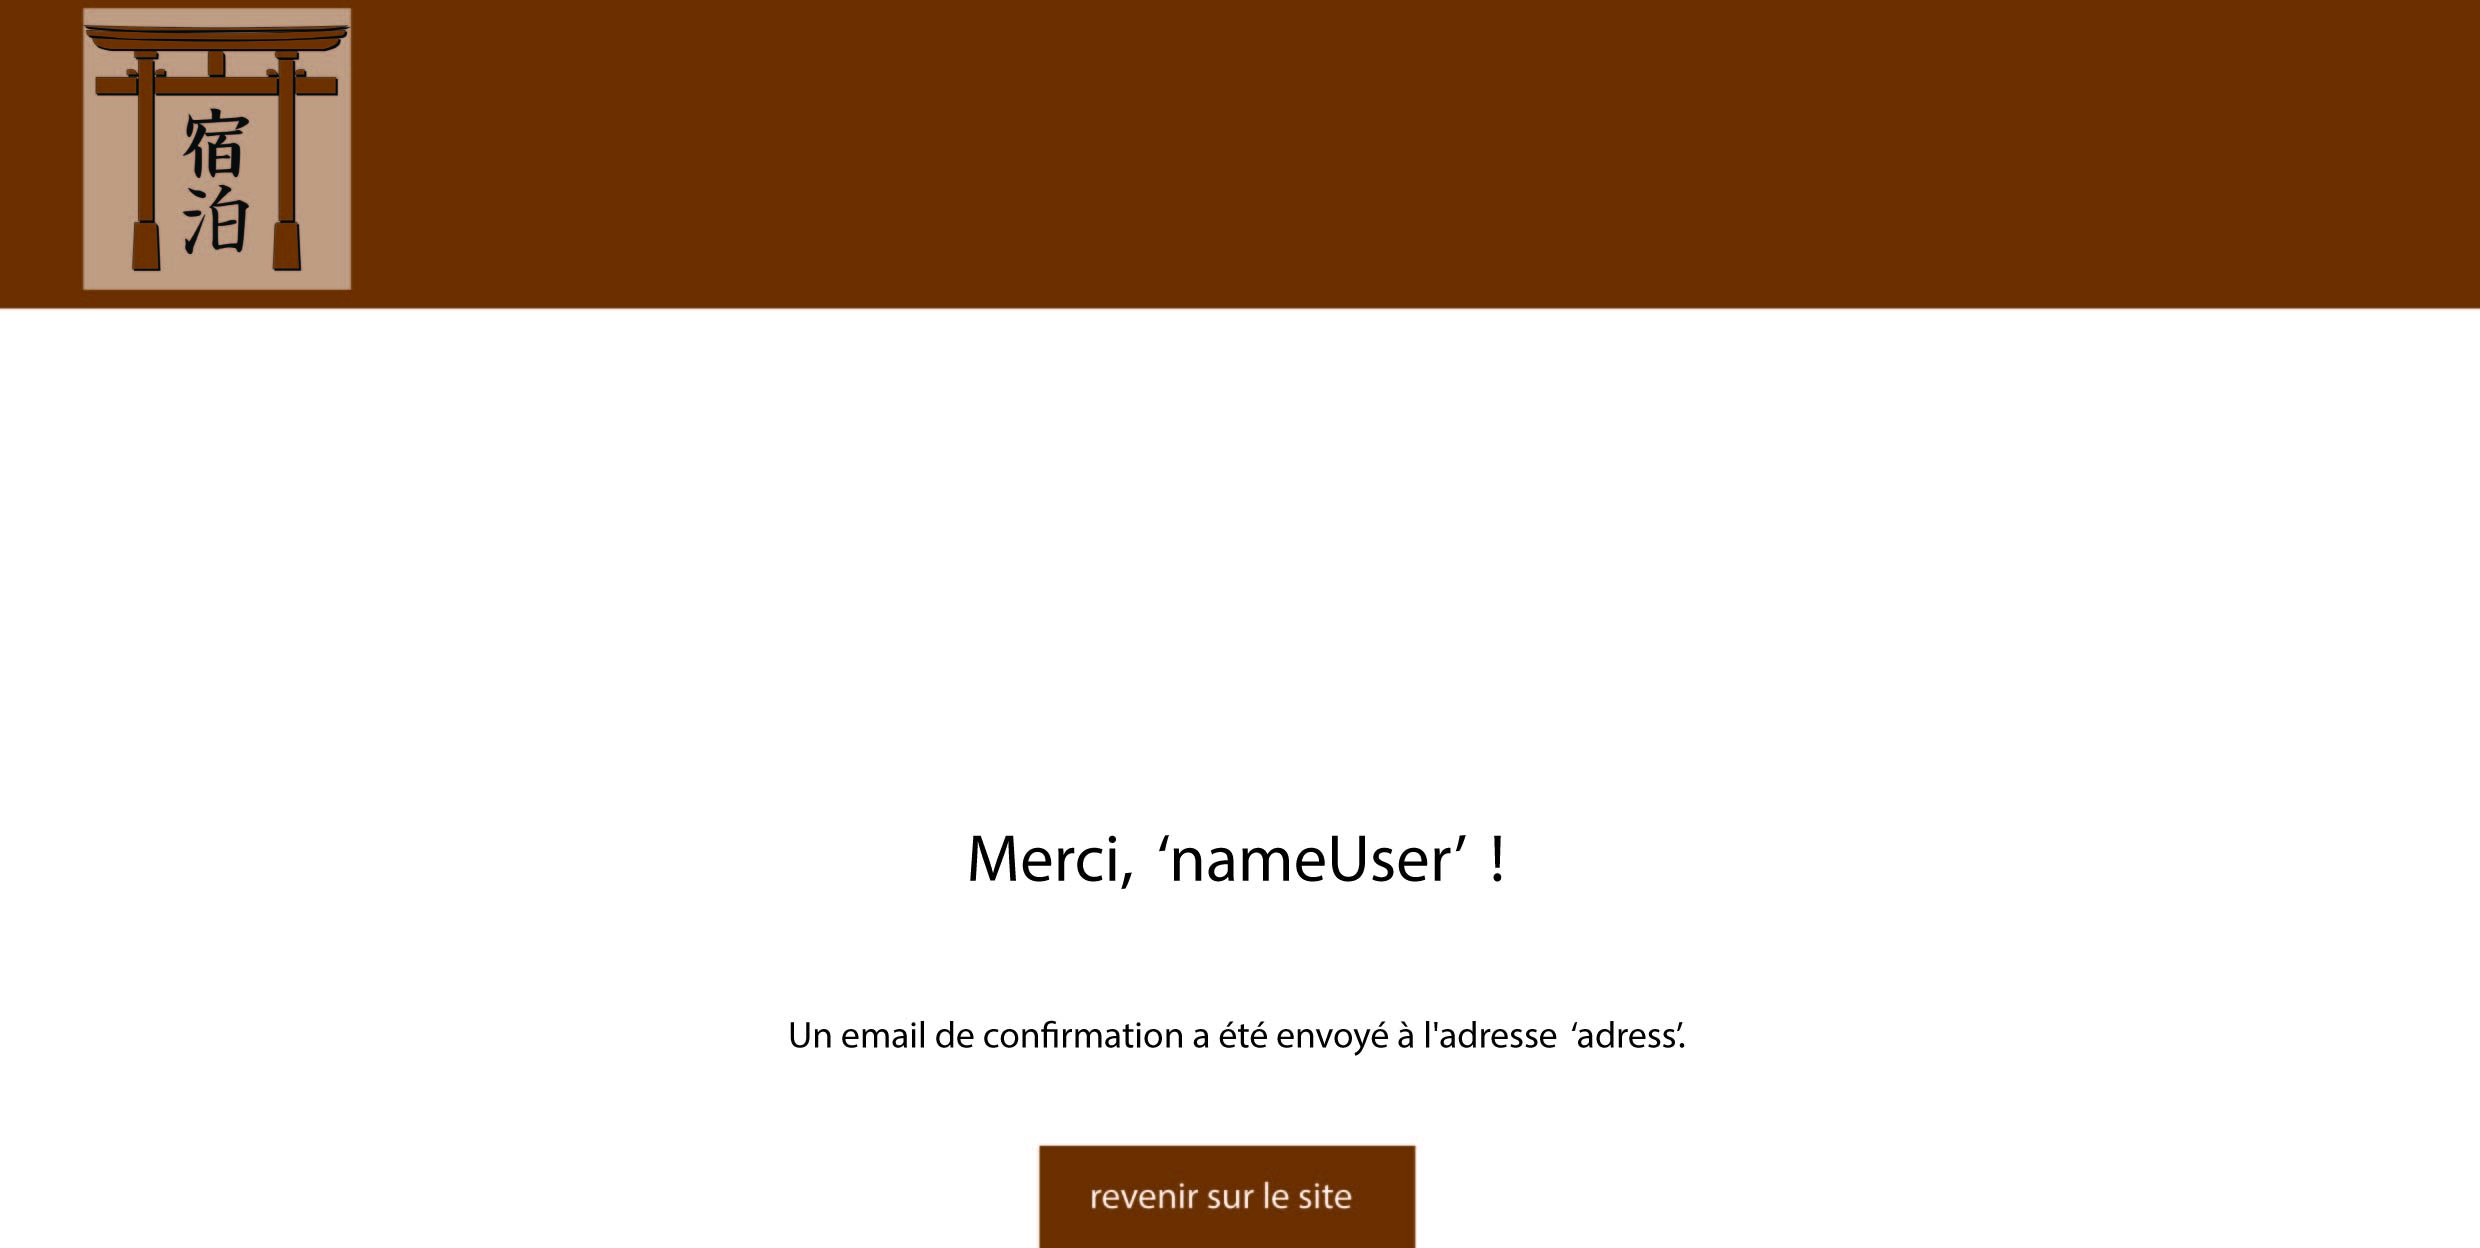 宿
泊
Merci, ‘nameUser’ !
Un email de confirmation a été envoyé à l'adresse ‘adress’.
revenir sur le site